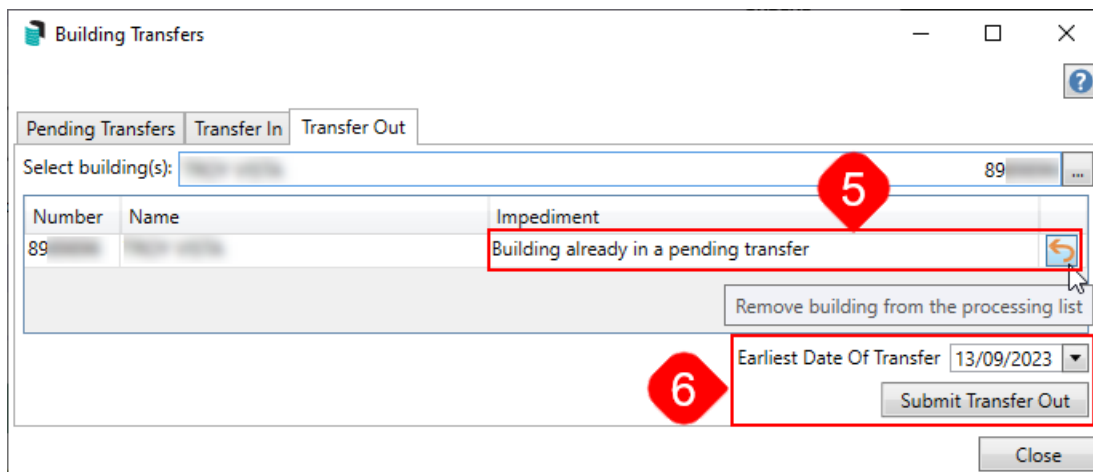 Building Transfers
?
Pending Transfers Transfer In Transfer Out
Select building(s): 89 ...
5
Number Name Impediment
89 Building already in a pending transfer
Remove building from the processing list
Earliest Date Of Transfer 13/09/2023
6
Submit Transfer Out
Close